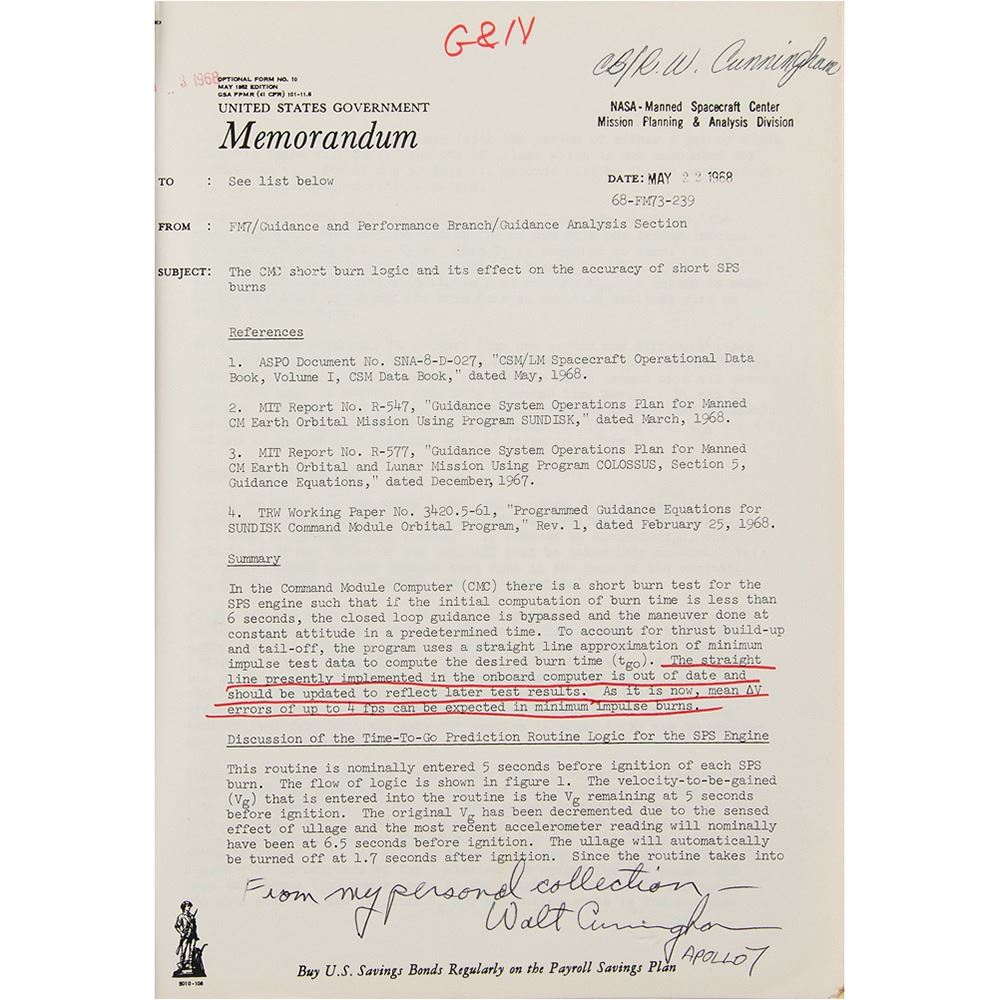 G&N
CB/R. W. Cunningham
3 1968
OPTIONAL FORM NO. 10
MAY 1962 EDITION
GSA FPMR (41 CFR) 101-11.6
UNITED STATES GOVERNMENT
Memorandum
NASA - Manned Spacecraft Center
Mission Planning & Analysis Division
TO : See list below
DATE: MAY 23 1968
68-FM73-239
FROM : FM7/Guidance and Performance Branch/Guidance Analysis Section
SUBJECT: The CMC short burn logic and its effect on the accuracy of short SPS
burns
References
1. ASPO Document No. SNA-8-D-027, "CSM/LM Spacecraft Operational Data
Book, Volume I, CSM Data Book," dated May, 1968.
2. MIT Report No. R-547, "Guidance System Operations Plan for Manned
CM Earth Orbital Mission Using Program SUNDISK," dated March, 1968.
3. MIT Report No. R-577, "Guidance System Operations Plan for Manned
CM Earth Orbital and Lunar Mission Using Program COLOSSUS, Section 5,
Guidance Equations," dated December, 1967.
4. TRW Working Paper No. 3420.5-61, "Programmed Guidance Equations for
SUNDISK Command Module Orbital Program," Rev. 1, dated February 25, 1968.
Summary
In the Command Module Computer (CMC) there is a short burn test for the
SPS engine such that if the initial computation of burn time is less than
6 seconds, the closed loop guidance is bypassed and the maneuver done at
constant attitude in a predetermined time. To account for thrust build-up
and tail-off, the program uses a straight line approximation of minimum
impulse test data to compute the desired burn time (tgo). The straight
line presently implemented in the onboard computer is out of date and
should be updated to reflect later test results. As it is now, mean ΔV
errors of up to 4 fps can be expected in minimum impulse burns.
Discussion of the Time-To-Go Prediction Routine Logic for the SPS Engine
This routine is nominally entered 5 seconds before ignition of each SPS
burn. The flow of logic is shown in figure 1. The velocity-to-be-gained
(Vg) that is entered into the routine is the Vg remaining at 5 seconds
before ignition. The original Vg has been decremented due to the sensed
effect of ullage and the most recent accelerometer reading will nominally
have been at 6.5 seconds before ignition. The ullage will automatically
be turned off at 1.7 seconds after ignition. Since the routine takes into
From my personal collection —
Walt Cunningham
APOLLO 7
Buy U.S. Savings Bonds Regularly on the Payroll Savings Plan
5010-108